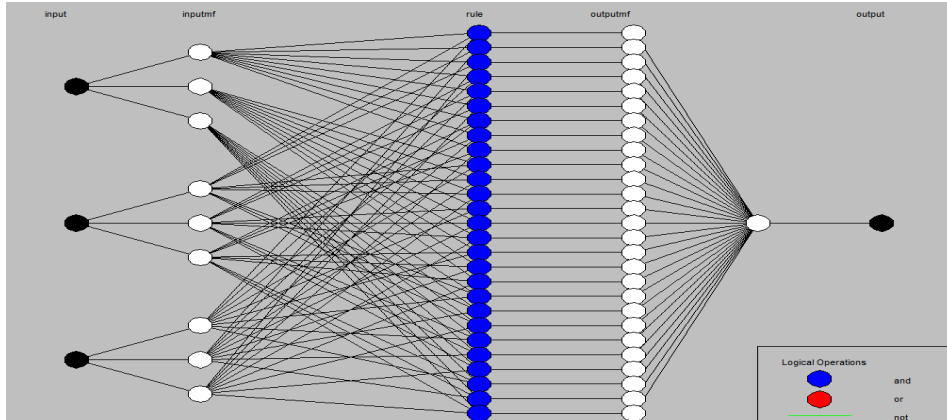 input inputmf rule outputmf output
Logical Operations
and
or
not